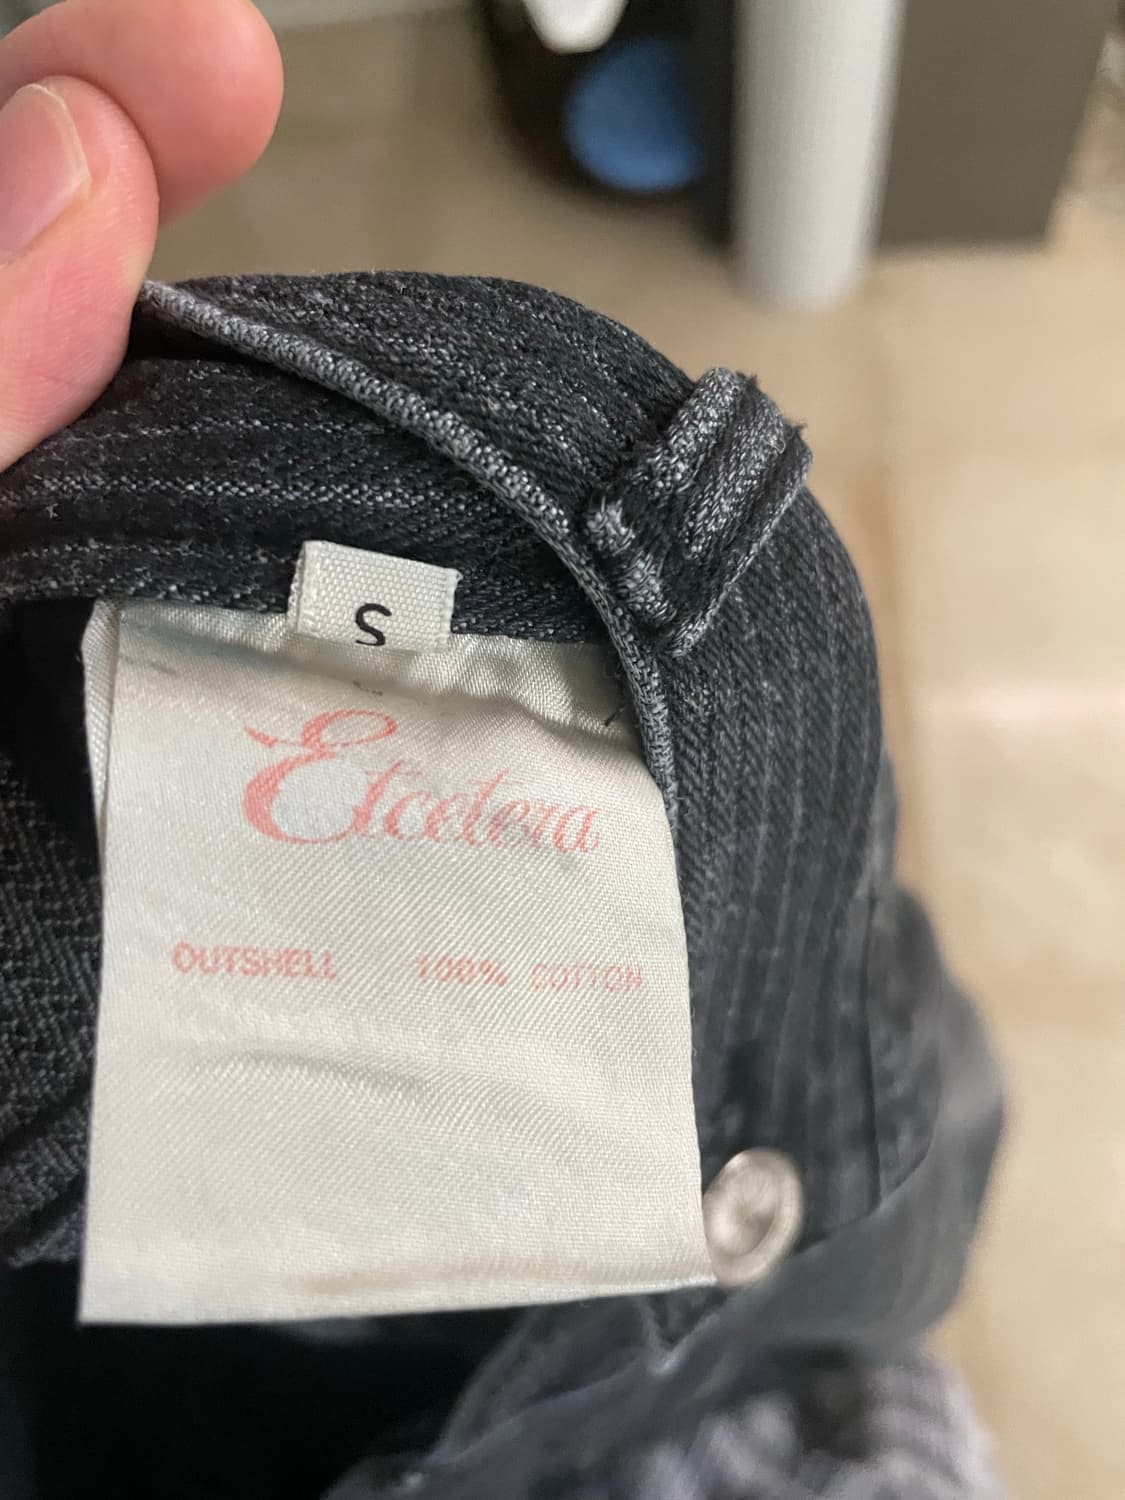 S
Etcetera
OUTSHELL 100% COTTON